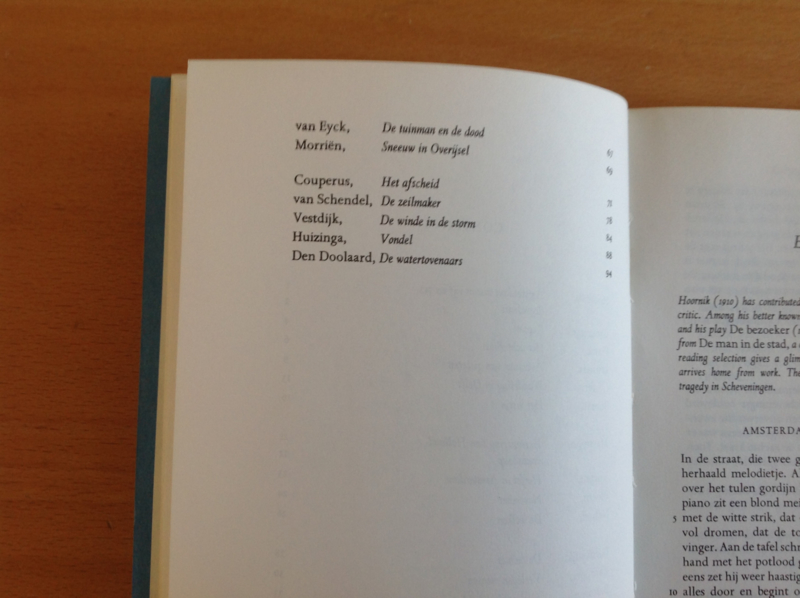 van Eyck, De tuinman en de dood 67
Morriën, Sneeuw in Overijsel 69
Couperus, Het afscheid 71
van Schendel, De zeilmaker 78
Vestdijk, De winde in de storm 84
Huizinga, Vondel 88
Den Doolaard, De watertovenaars 94
Hoornik (1910) has contributed
critic. Among his better known
and his play De bezoeker (1
from De man in de stad, a
reading selection gives a glim
arrives home from work. The
tragedy in Scheveningen.
AMSTERDA
In de straat, die twee g
herhaald melodietje. A
over het tulen gordijn
piano zit een blond mei
5 met de witte strik, dat
vol dromen, dat de to
vinger. Aan de tafel schr
hand met het potlood g
eens zet hij weer haastig
10 alles door en begint o